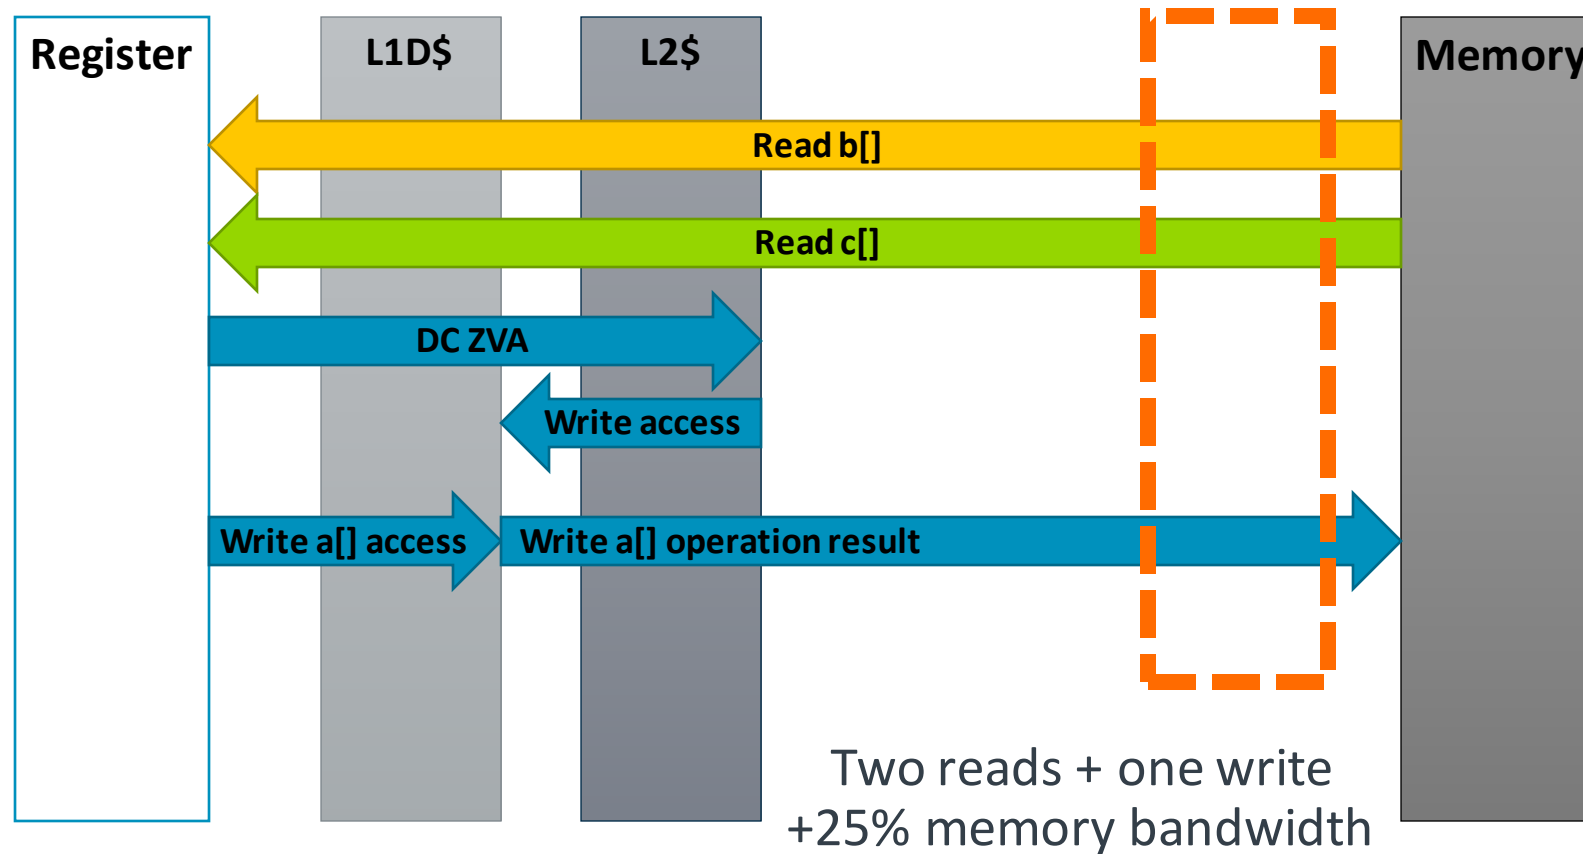 Register
L1D$
L2$
Memory
Read b[]
Read c[]
DC ZVA
Write access
Write a[] access
Write a[] operation result
Two reads + one write
+25% memory bandwidth